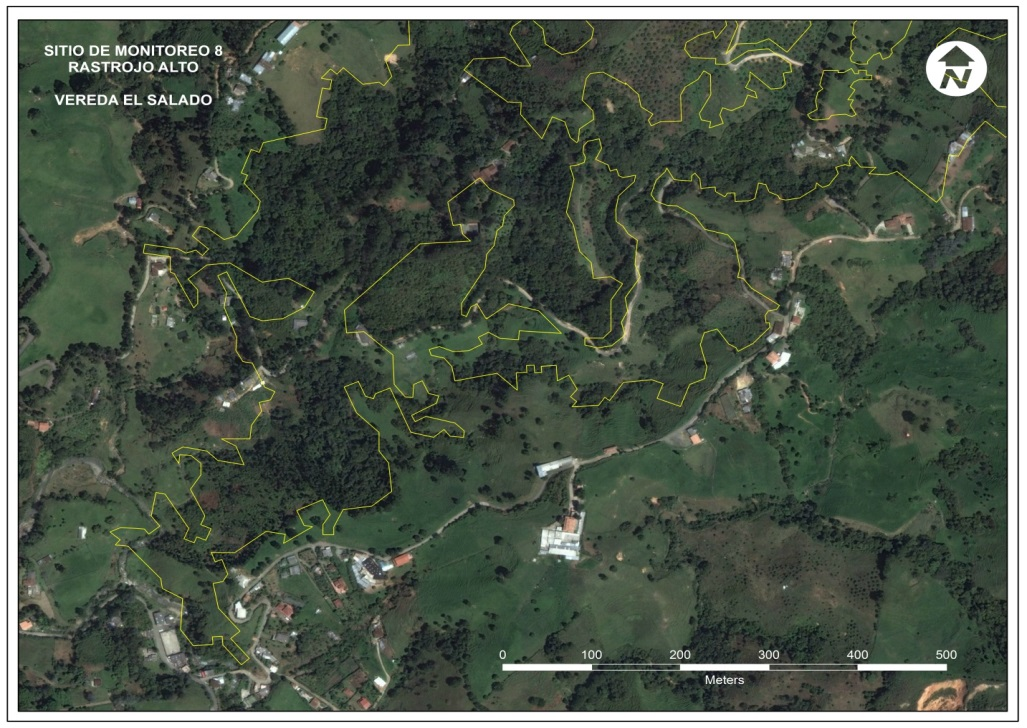 SITIO DE MONITOREO 8
RASTROJO ALTO
VEREDA EL SALADO
N
0 100 200 300 400 500
Meters